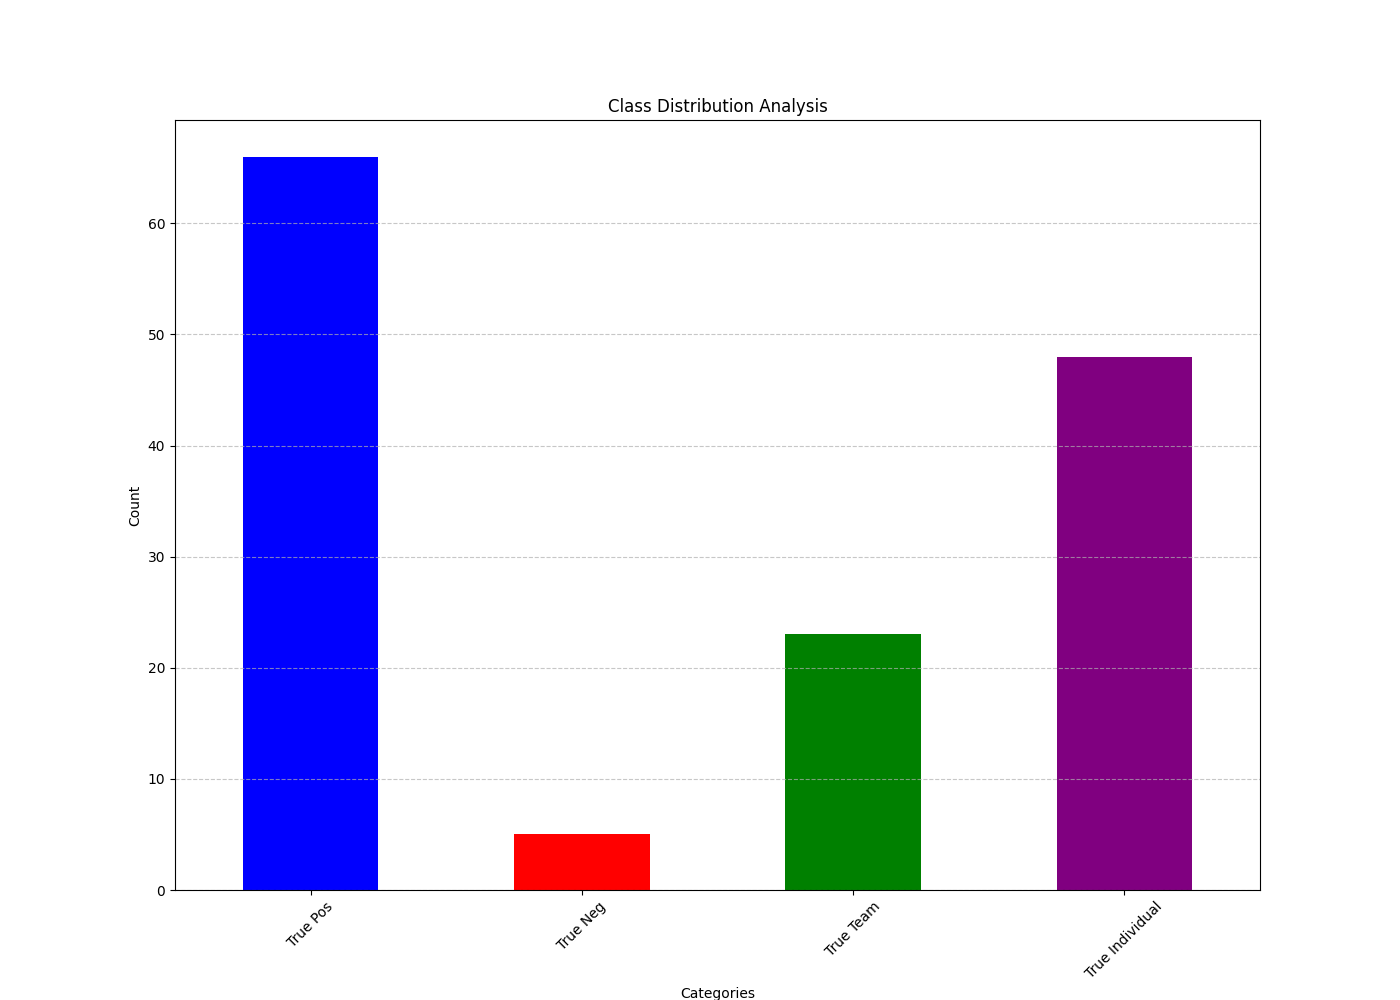 Class Distribution Analysis
60
50
40
30
20
10
0
Count
True Pos
True Neg
True Team
True Individual
Categories